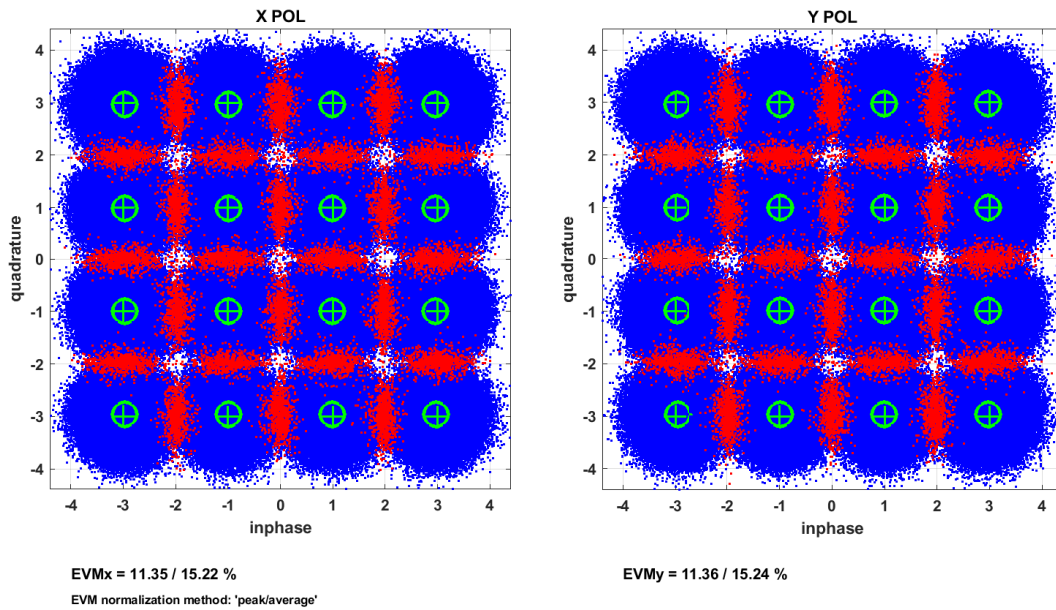 X POL
4
3
2
1
0
-1
-2
-3
-4
quadrature
-4 -3 -2 -1 0 1 2 3 4
inphase
EVMx = 11.35 / 15.22 %
EVM normalization method: 'peak/average'
Y POL
4
3
2
1
0
-1
-2
-3
-4
quadrature
-4 -3 -2 -1 0 1 2 3 4
inphase
EVMy = 11.36 / 15.24 %